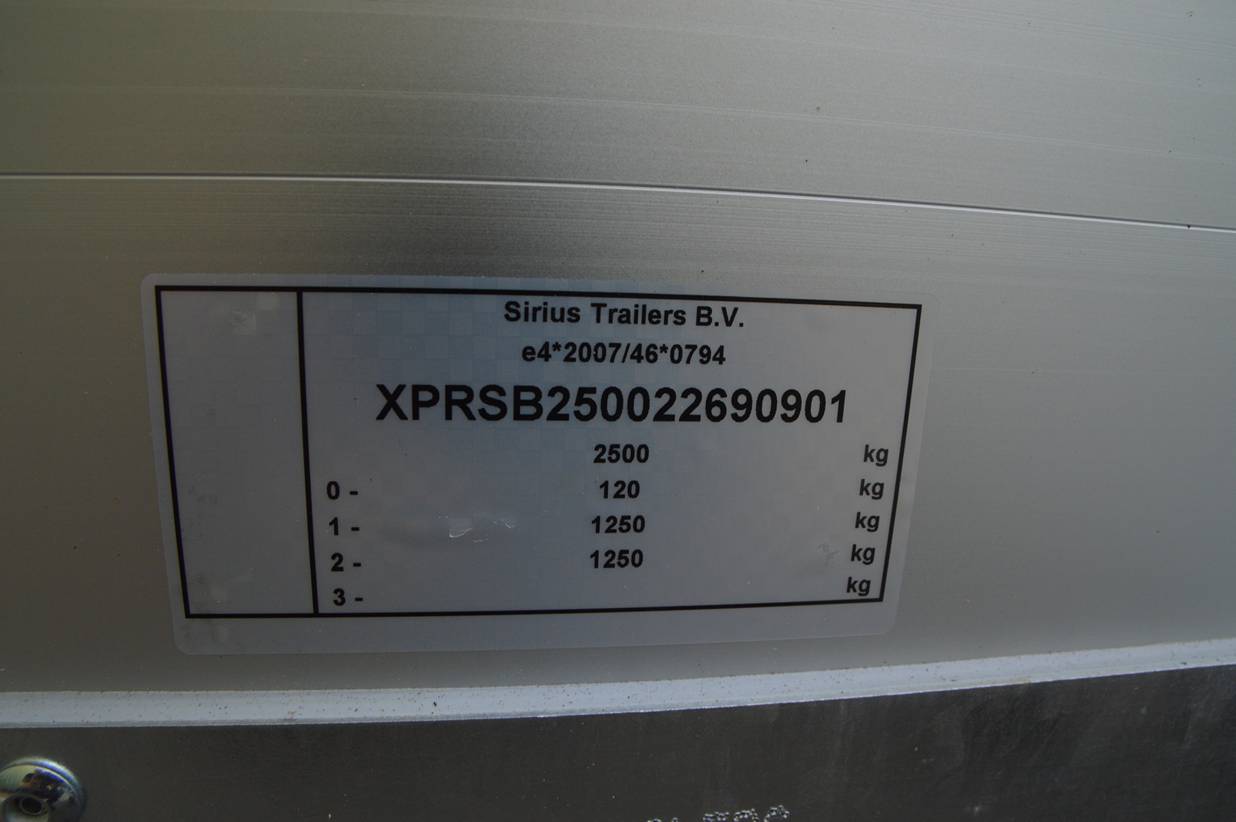 Sirius Trailers B.V.
e4*2007/46*0794
XPRSB250022690901
2500 kg
0 - 120 kg
1 - 1250 kg
2 - 1250 kg
3 - kg